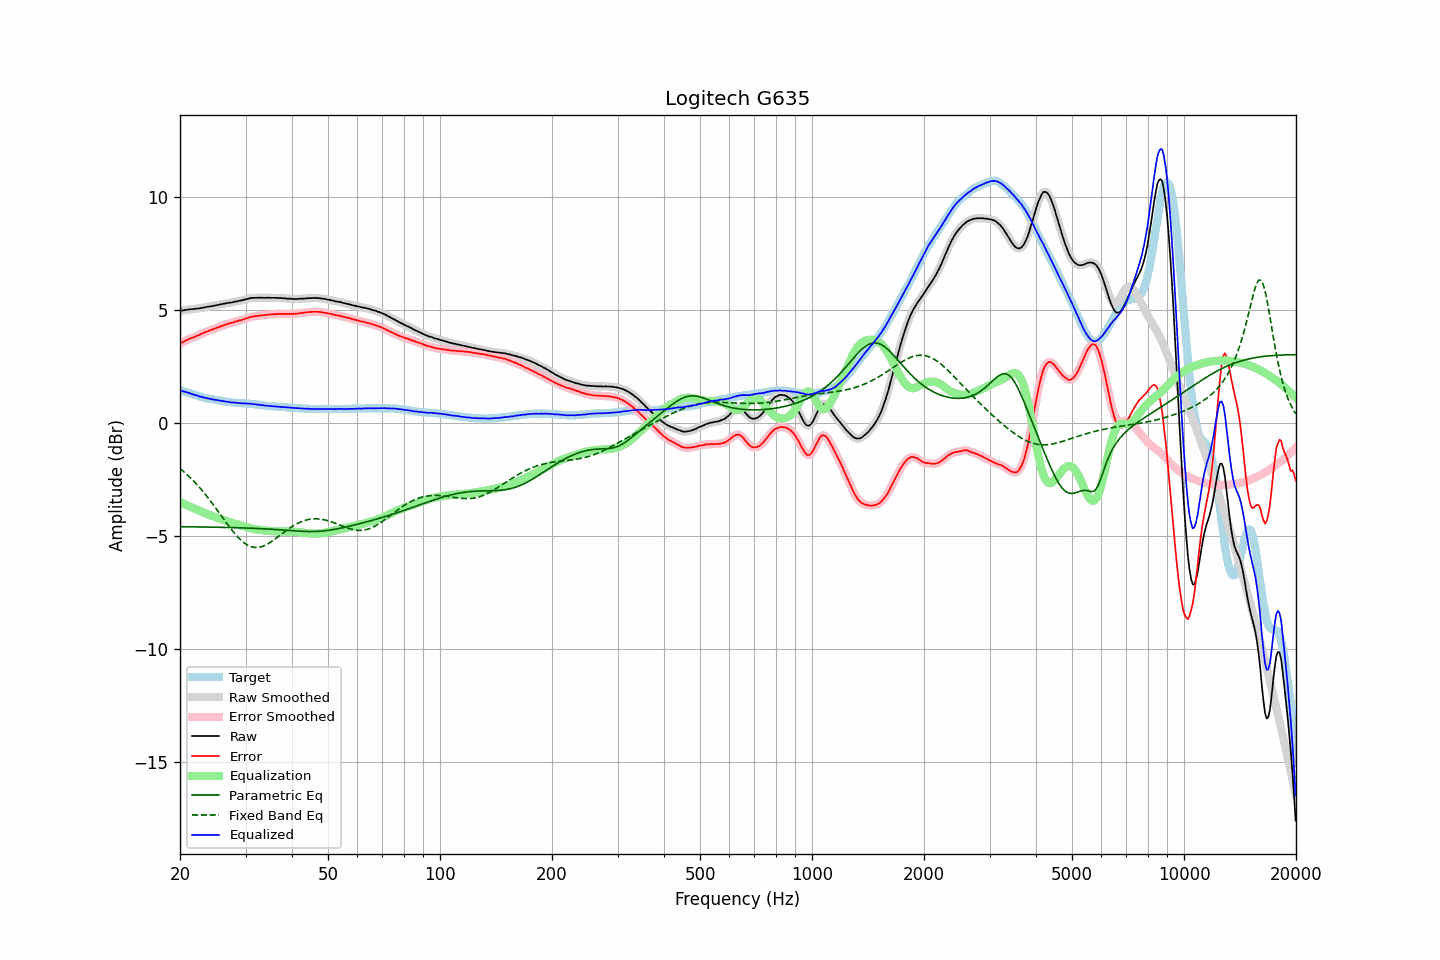 Logitech G635
Amplitude (dBr)
10
5
0
−5
−10
−15
Target
Raw Smoothed
Error Smoothed
Raw
Error
Equalization
Parametric Eq
Fixed Band Eq
Equalized
20
50
100
200
500
1000
2000
5000
10000
20000
Frequency (Hz)